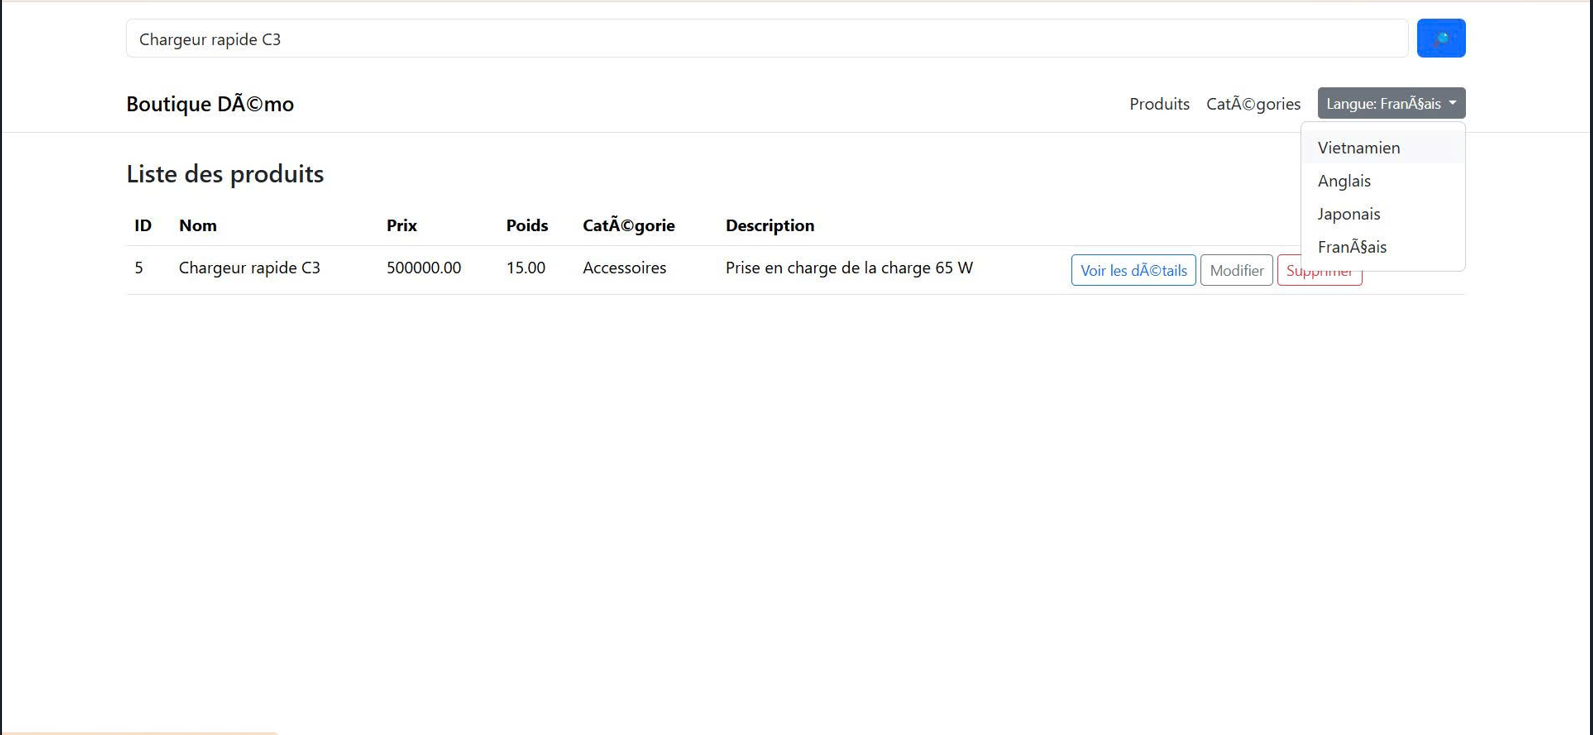 Chargeur rapide C3
Boutique DÃ©mo
Produits CatÃ©gories Langue: FranÃ§ais
Vietnamien
Anglais
Japonais
FranÃ§ais
Liste des produits
ID Nom Prix Poids CatÃ©gorie Description
5 Chargeur rapide C3 500000.00 15.00 Accessoires Prise en charge de la charge 65 W Voir les dÃ©tails Modifier Supprimer